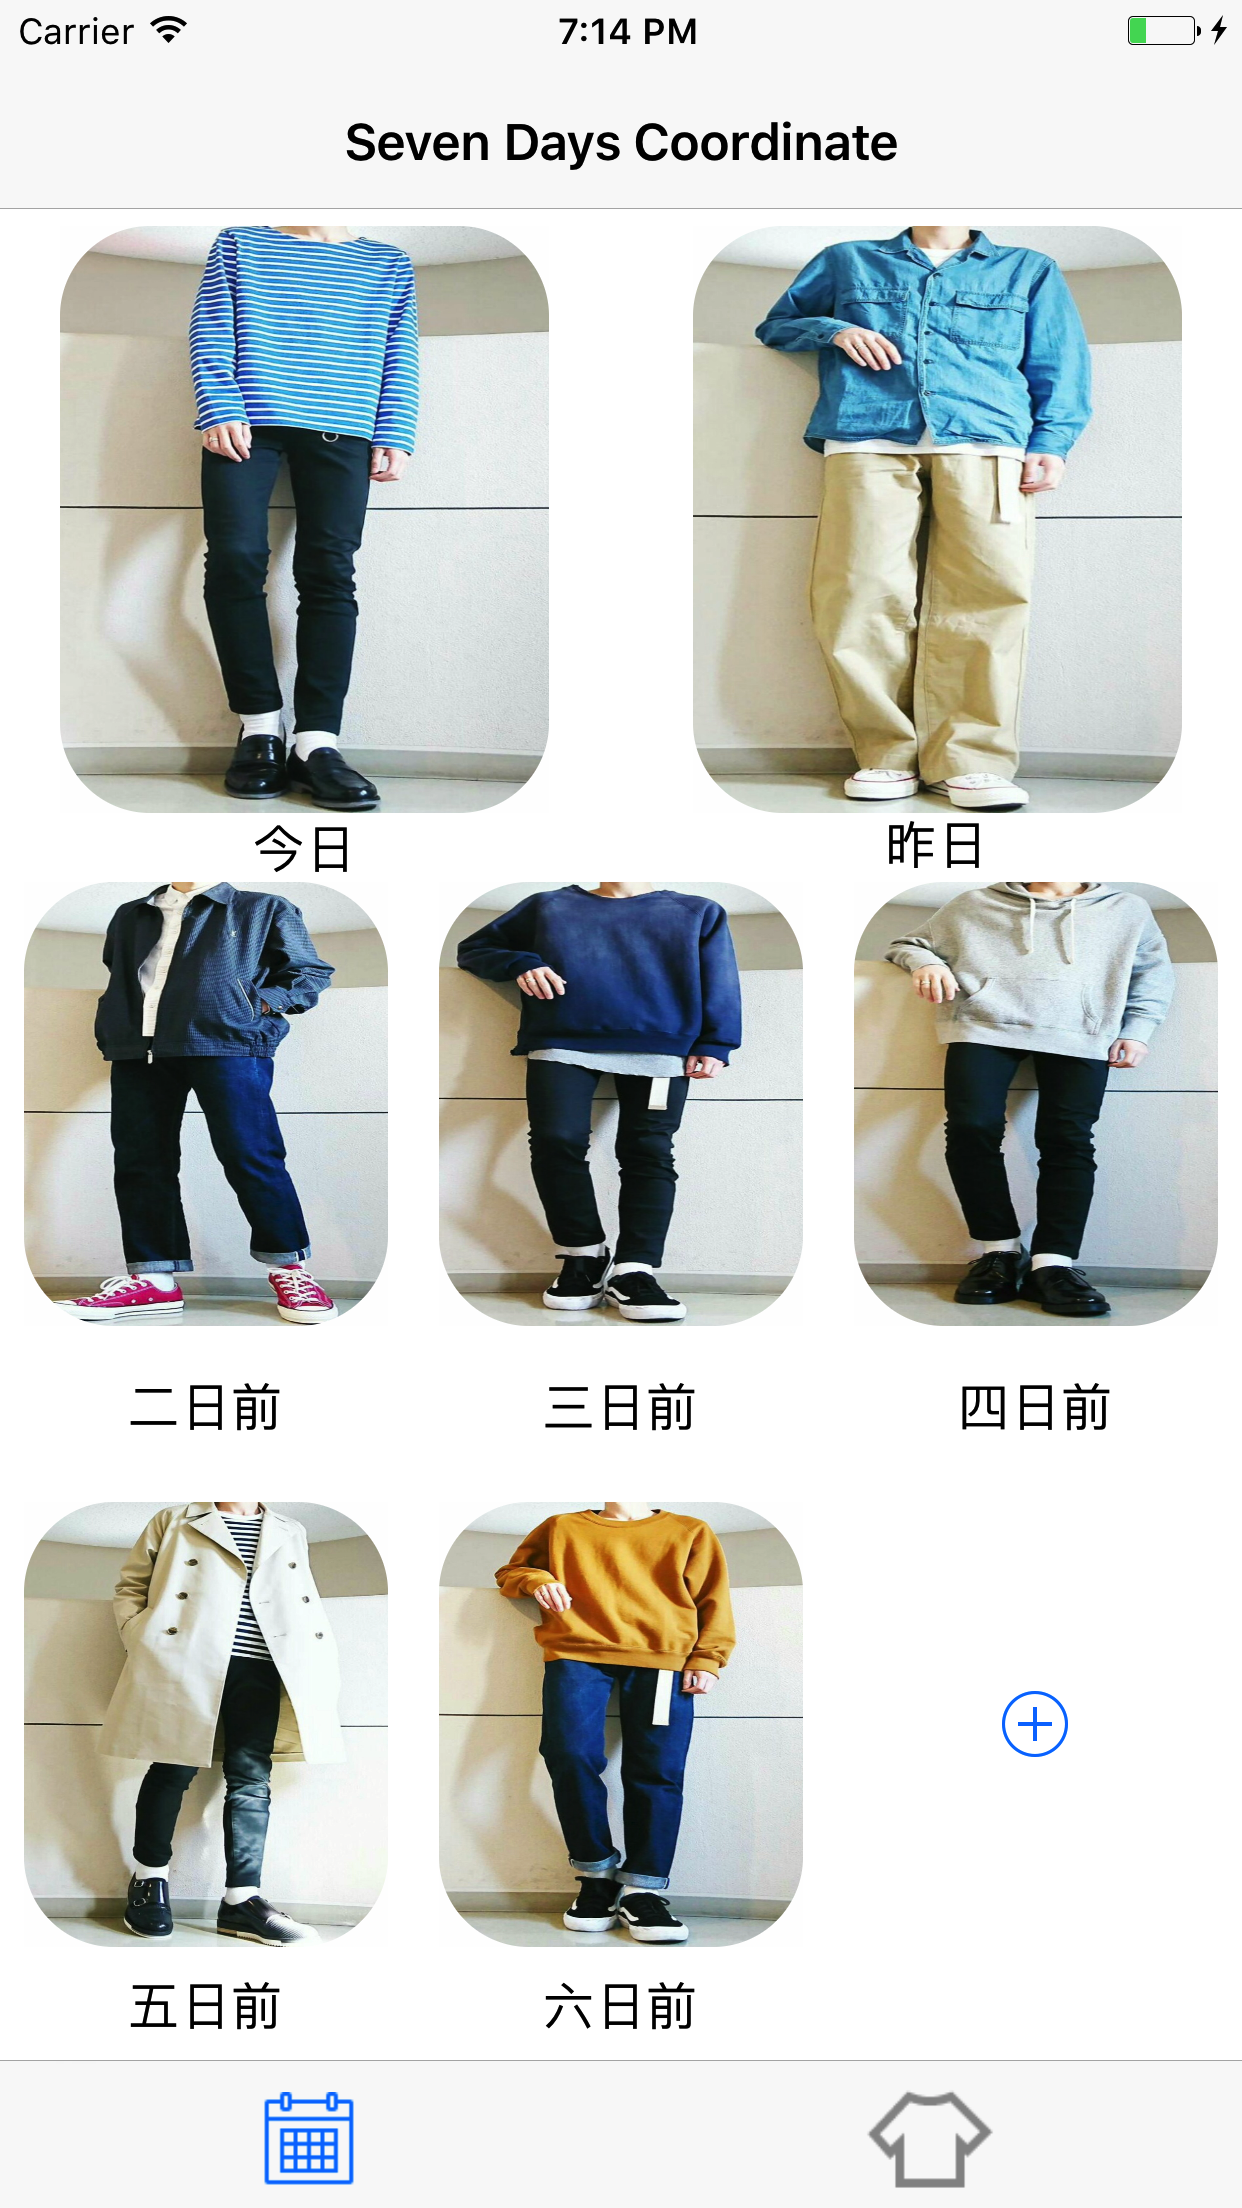 Carrier
7:14 PM
Seven Days Coordinate
今日
昨日
二日前
三日前
四日前
五日前
六日前